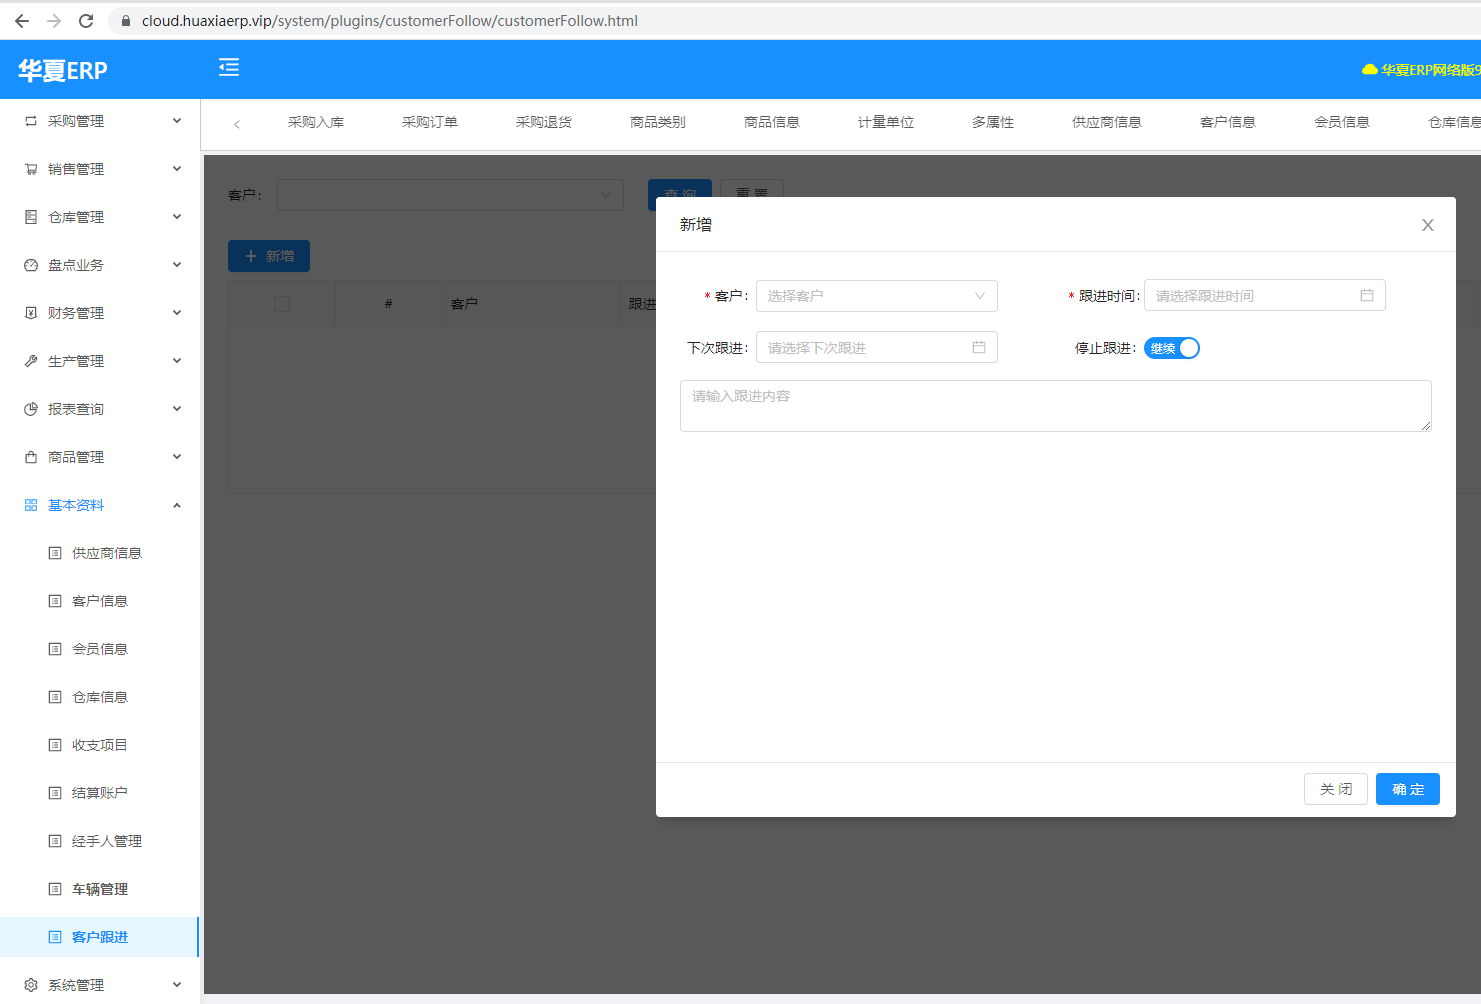 cloud.huaxiaerp.vip/system/plugins/customerFollow/customerFollow.html
华夏ERP
华夏ERP网络版9
采购管理
采购入库
采购订单
采购退货
商品类别
商品信息
计量单位
多属性
供应商信息
客户信息
会员信息
仓库信息
销售管理
仓库管理
盘点业务
财务管理
生产管理
报表查询
商品管理
基本资料
供应商信息
客户信息
会员信息
仓库信息
收支项目
结算账户
经手人管理
车辆管理
客户跟进
系统管理
客户：
查 询
重 置
+ 新增
#
客户
跟进
新增
X
* 客户：
选择客户
* 跟进时间：
请选择跟进时间
下次跟进：
请选择下次跟进
停止跟进：
继续
请输入跟进内容
关 闭
确 定